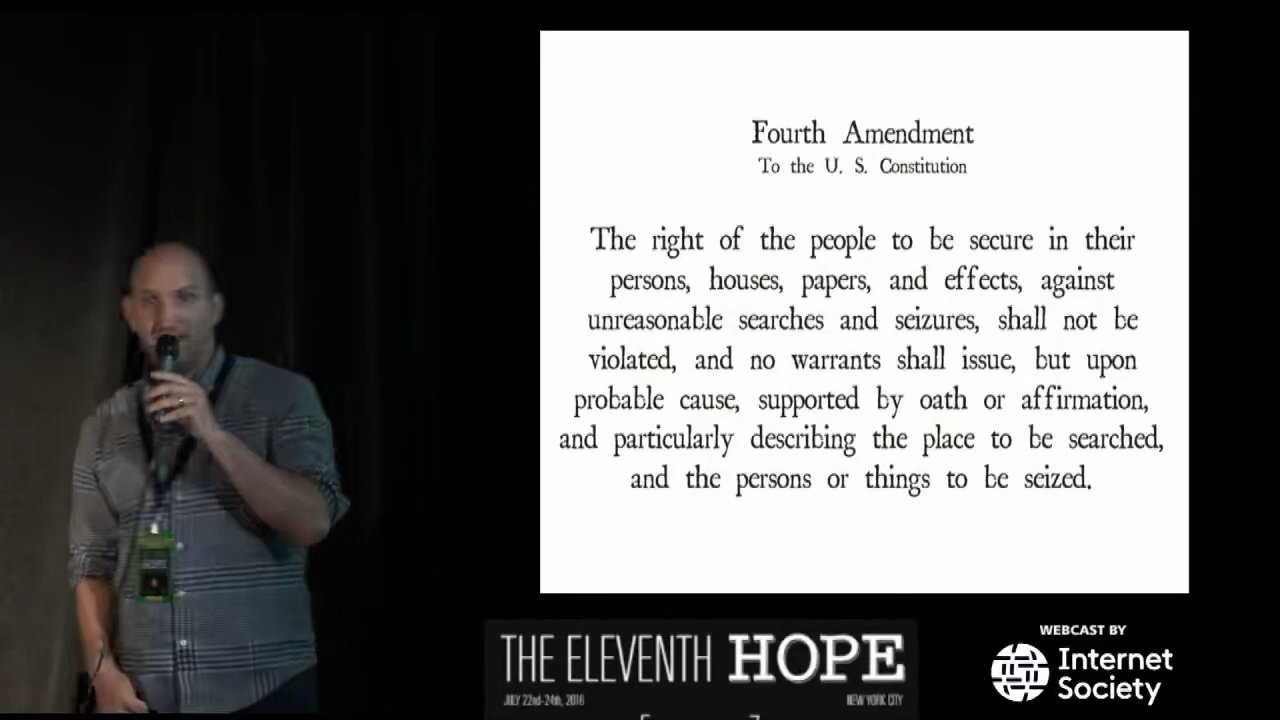 Fourth Amendment
To the U. S. Constitution
The right of the people to be secure in their
persons, houses, papers, and effects, against
unreasonable searches and seizures, shall not be
violated, and no warrants shall issue, but upon
probable cause, supported by oath or affirmation,
and particularly describing the place to be searched,
and the persons or things to be seized.
THE ELEVENTH HOPE
JULY 22nd-24th, 2016 NEW YORK CITY
WEBCAST BY
Internet
Society